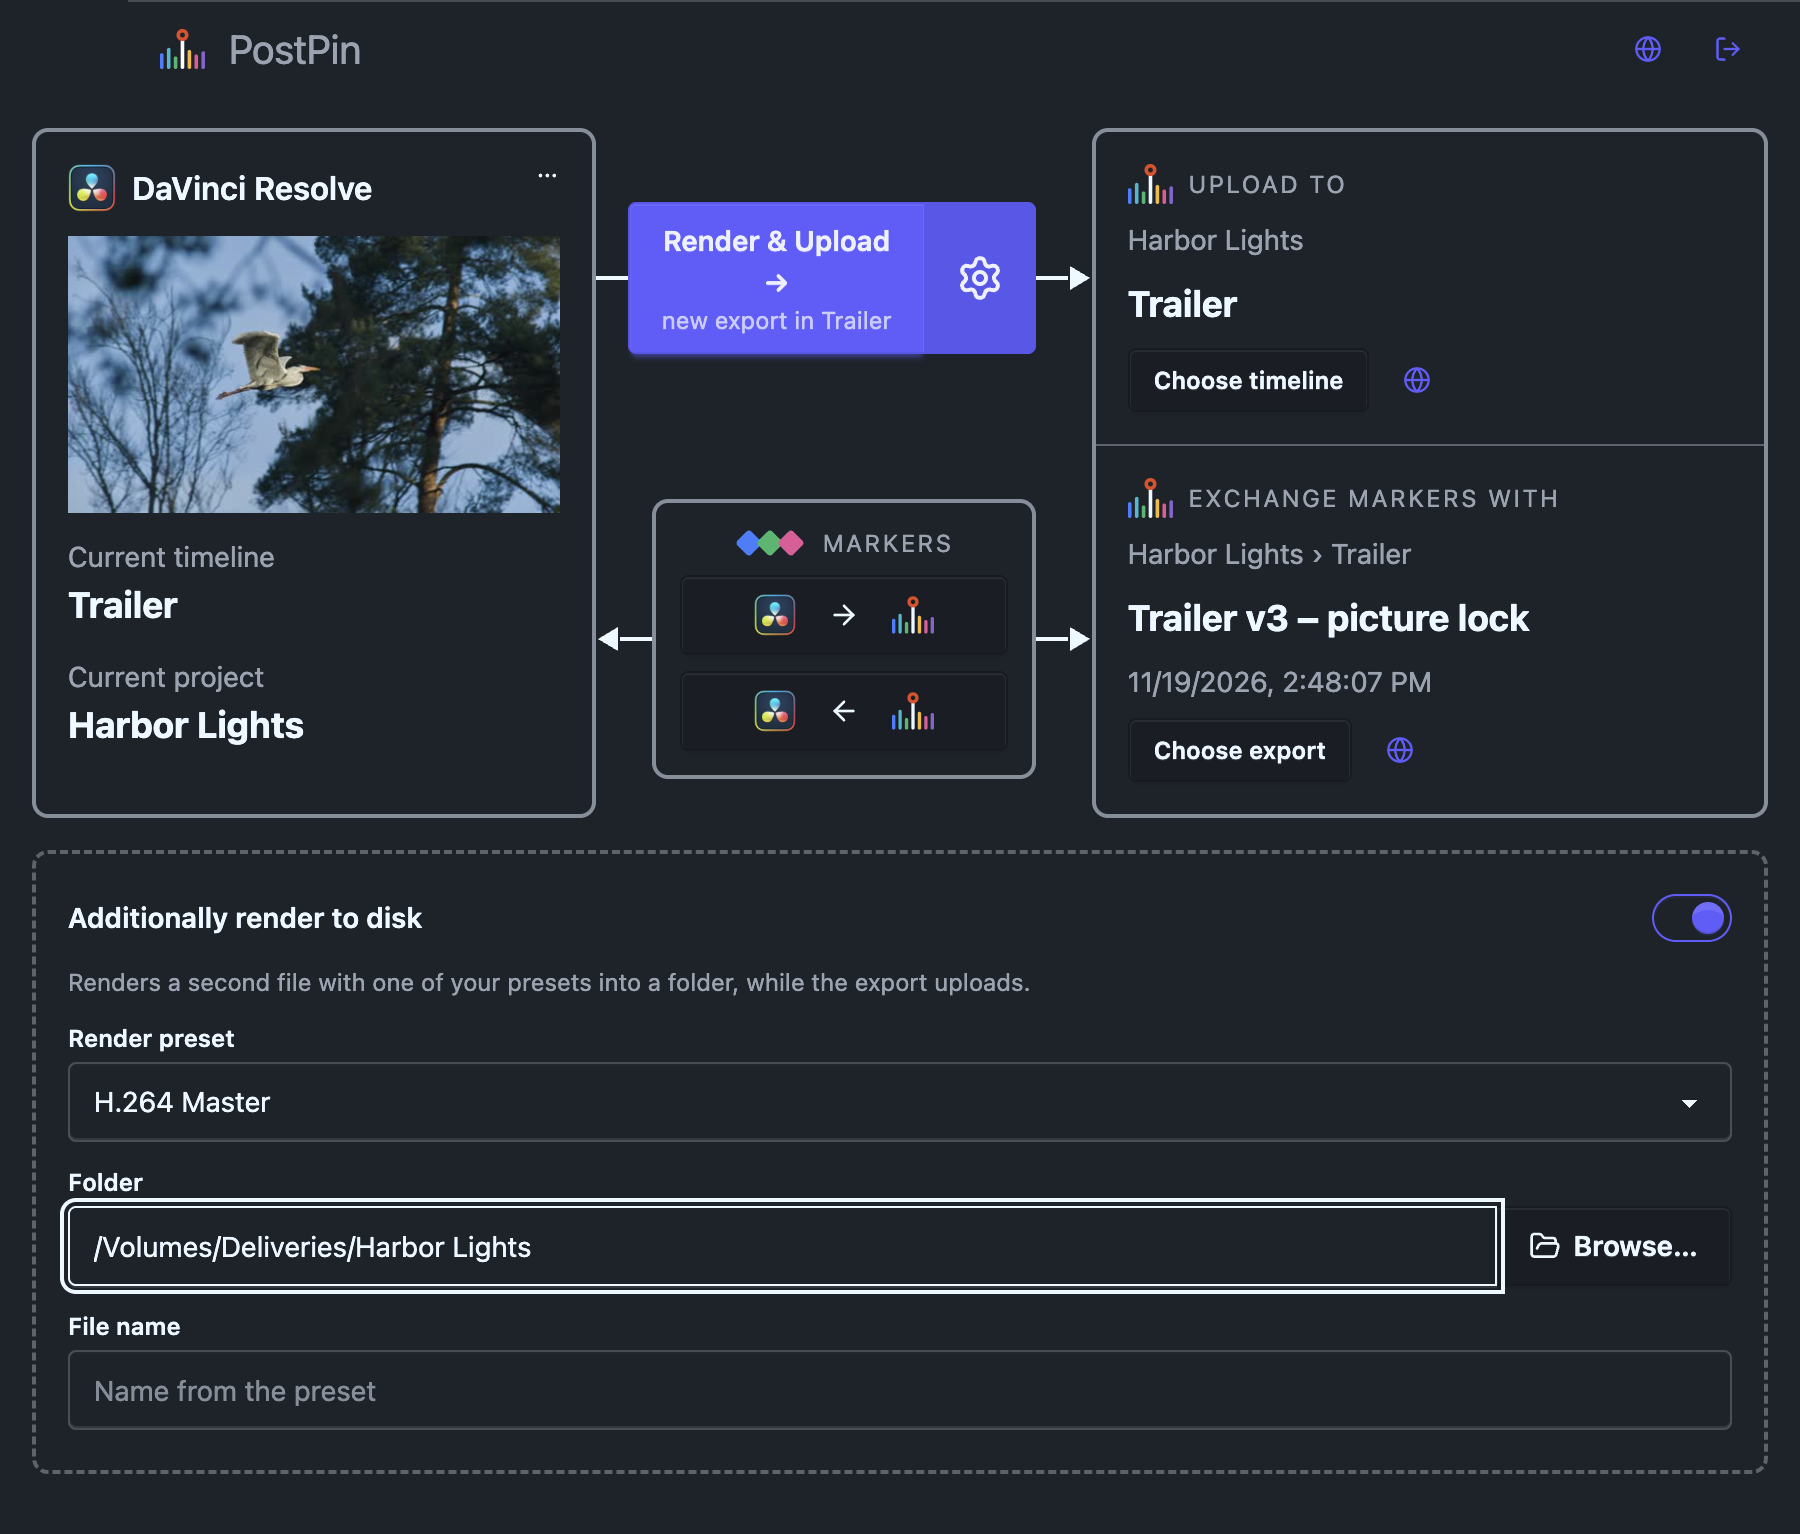 PostPin
DaVinci Resolve
...
Current timeline
Trailer
Current project
Harbor Lights
Render & Upload
→
new export in Trailer
MARKERS
→
←
UPLOAD TO
Harbor Lights
Trailer
Choose timeline
EXCHANGE MARKERS WITH
Harbor Lights › Trailer
Trailer v3 – picture lock
11/19/2026, 2:48:07 PM
Choose export
Additionally render to disk
Renders a second file with one of your presets into a folder, while the export uploads.
Render preset
H.264 Master
Folder
/Volumes/Deliveries/Harbor Lights
Browse...
File name
Name from the preset